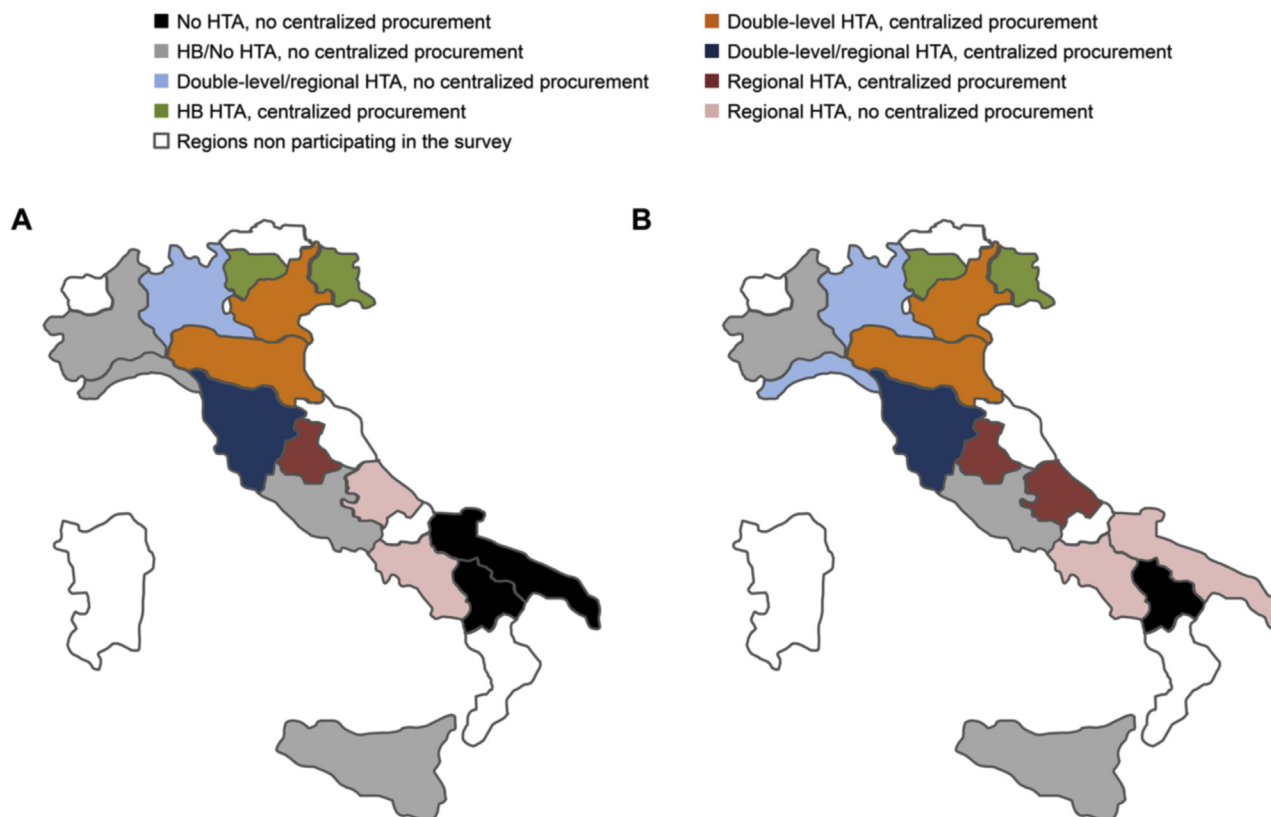 No HTA, no centralized procurement
HB/No HTA, no centralized procurement
Double-level/regional HTA, no centralized procurement
HB HTA, centralized procurement
Regions non participating in the survey
Double-level HTA, centralized procurement
Double-level/regional HTA, centralized procurement
Regional HTA, centralized procurement
Regional HTA, no centralized procurement
A
B